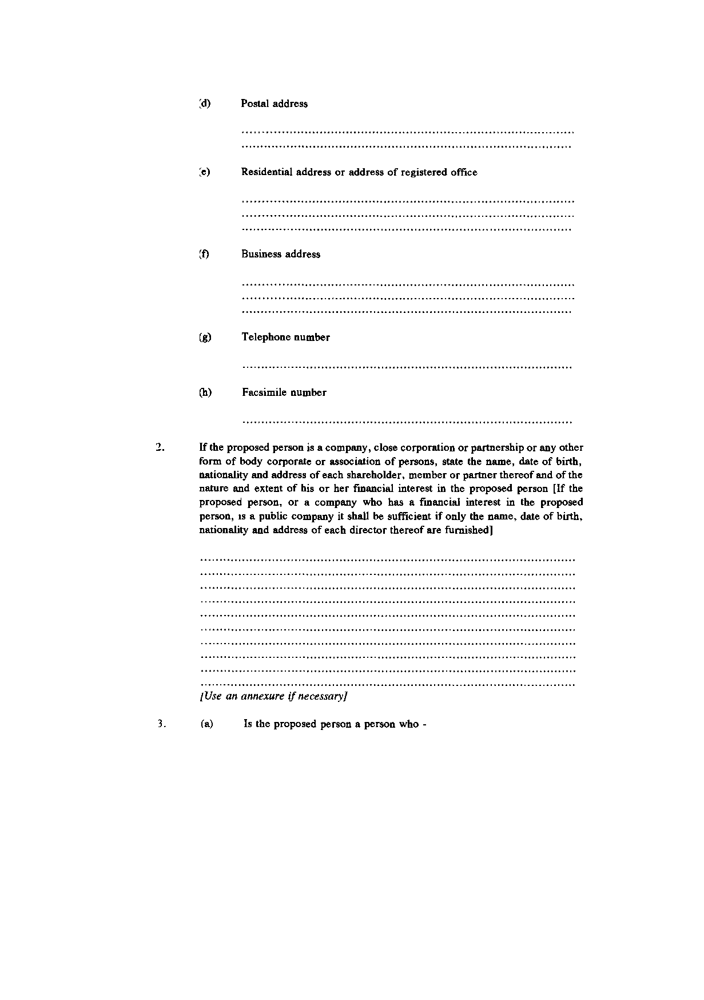 (d) Postal address
................................................................................
................................................................................
(e) Residential address or address of registered office
................................................................................
................................................................................
................................................................................
(f) Business address
................................................................................
................................................................................
................................................................................
(g) Telephone number
................................................................................
(h) Facsimile number
................................................................................
2. If the proposed person is a company, close corporation or partnership or any other
form of body corporate or association of persons, state the name, date of birth,
nationality and address of each shareholder, member or partner thereof and of the
nature and extent of his or her financial interest in the proposed person [If the
proposed person, or a company who has a financial interest in the proposed
person, is a public company it shall be sufficient if only the name, date of birth,
nationality and address of each director thereof are furnished]
................................................................................
................................................................................
................................................................................
................................................................................
................................................................................
................................................................................
................................................................................
................................................................................
................................................................................
................................................................................
[Use an annexure if necessary]
3. (a) Is the proposed person a person who -